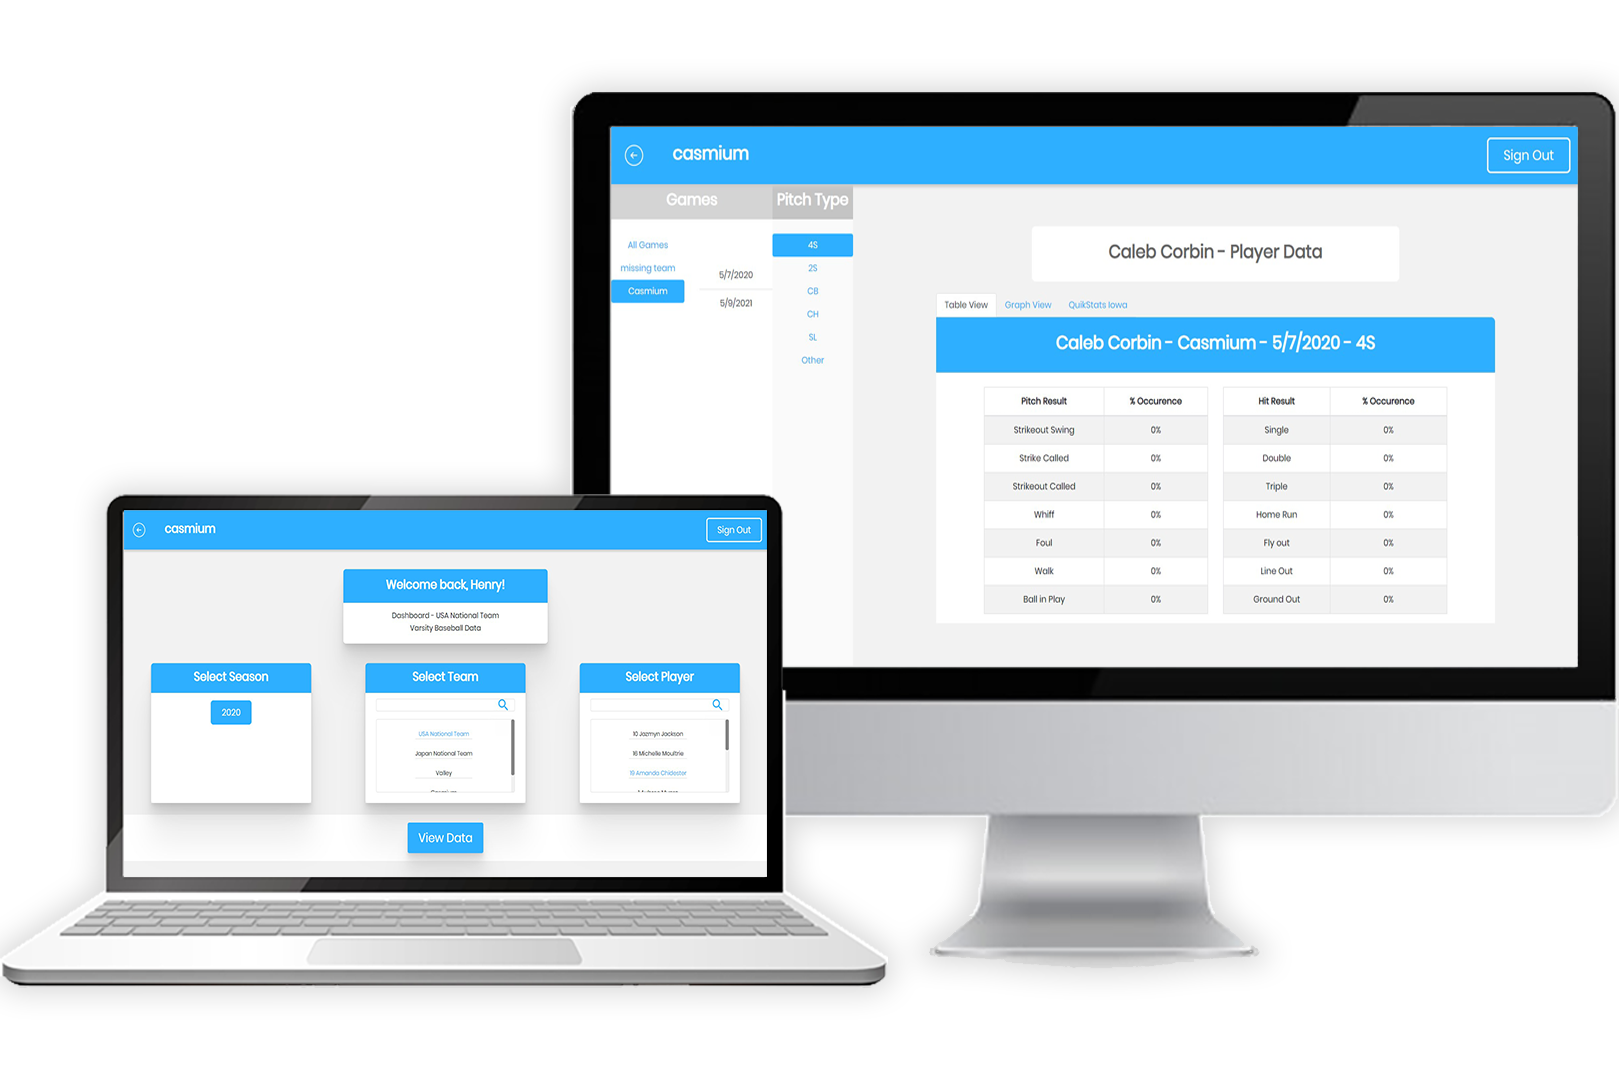 casmium
Sign Out
Games
Pitch Type
All Games
missing team
Casmium
5/7/2020
5/9/2021
4S
2S
CB
CH
SL
Other
Caleb Corbin - Player Data
Table View Graph View QuikStats Iowa
Caleb Corbin - Casmium - 5/7/2020 - 4S
Pitch Result % Occurence Hit Result % Occurence
Strikeout Swing 0% Single 0%
Strike Called 0% Double 0%
Strikeout Called 0% Triple 0%
Whiff 0% Home Run 0%
Foul 0% Fly out 0%
Walk 0% Line Out 0%
Ball in Play 0% Ground Out 0%
casmium
Sign Out
Welcome back, Henry!
Dashboard - USA National Team
Varsity Baseball Data
Select Season
2020
Select Team
USA National Team
Japan National Team
Valley
Select Player
10 Jazmyn Jackson
16 Michelle Moultrie
19 Amanda Chidester
View Data